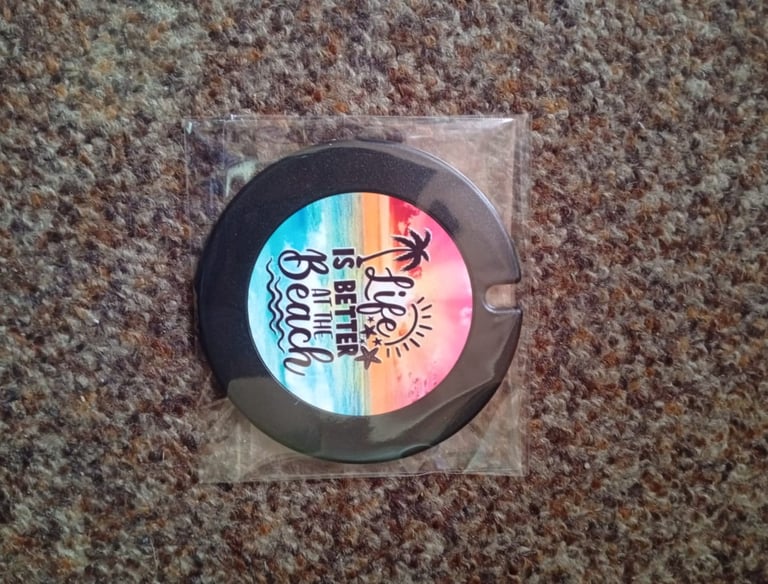 Life
IS BETTER
AT THE
Beach